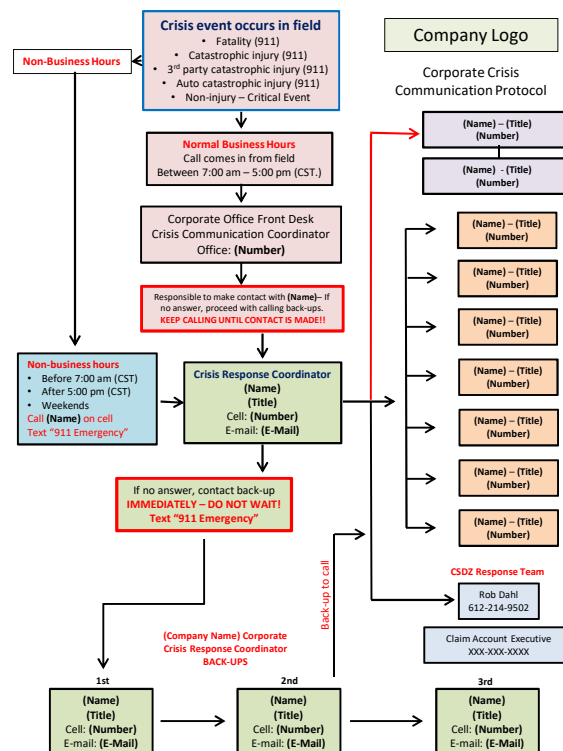 Crisis event occurs in field
• Fatality (911)
• Catastrophic injury (911)
• 3rd party catastrophic injury (911)
• Auto catastrophic injury (911)
• Non-injury – Critical Event
Company Logo
Non-Business Hours
Corporate Crisis
Communication Protocol
Normal Business Hours
Call comes in from field
Between 7:00 am – 5:00 pm (CST.)
(Name) – (Title)
(Number)
(Name) - (Title)
(Number)
Corporate Office Front Desk
Crisis Communication Coordinator
Office: (Number)
Responsible to make contact with (Name)– If
no answer, proceed with calling back-ups.
KEEP CALLING UNTIL CONTACT IS MADE!!
(Name) – (Title)
(Number)
(Name) – (Title)
(Number)
(Name) – (Title)
(Number)
(Name) – (Title)
(Number)
(Name) – (Title)
(Number)
(Name) – (Title)
(Number)
(Name) – (Title)
(Number)
Non-business hours
• Before 7:00 am (CST)
• After 5:00 pm (CST)
• Weekends
Call (Name) on cell
Text “911 Emergency”
Crisis Response Coordinator
(Name)
(Title)
Cell: (Number)
E-mail: (E-Mail)
If no answer, contact back-up
IMMEDIATELY – DO NOT WAIT!
Text “911 Emergency”
Back-up to call
CSDZ Response Team
Rob Dahl
612-214-9502
Claim Account Executive
XXX-XXX-XXXX
(Company Name) Corporate
Crisis Response Coordinator
BACK-UPS
1st
(Name)
(Title)
Cell: (Number)
E-mail: (E-Mail)
2nd
(Name)
(Title)
Cell: (Number)
E-mail: (E-Mail)
3rd
(Name)
(Title)
Cell: (Number)
E-mail: (E-Mail)